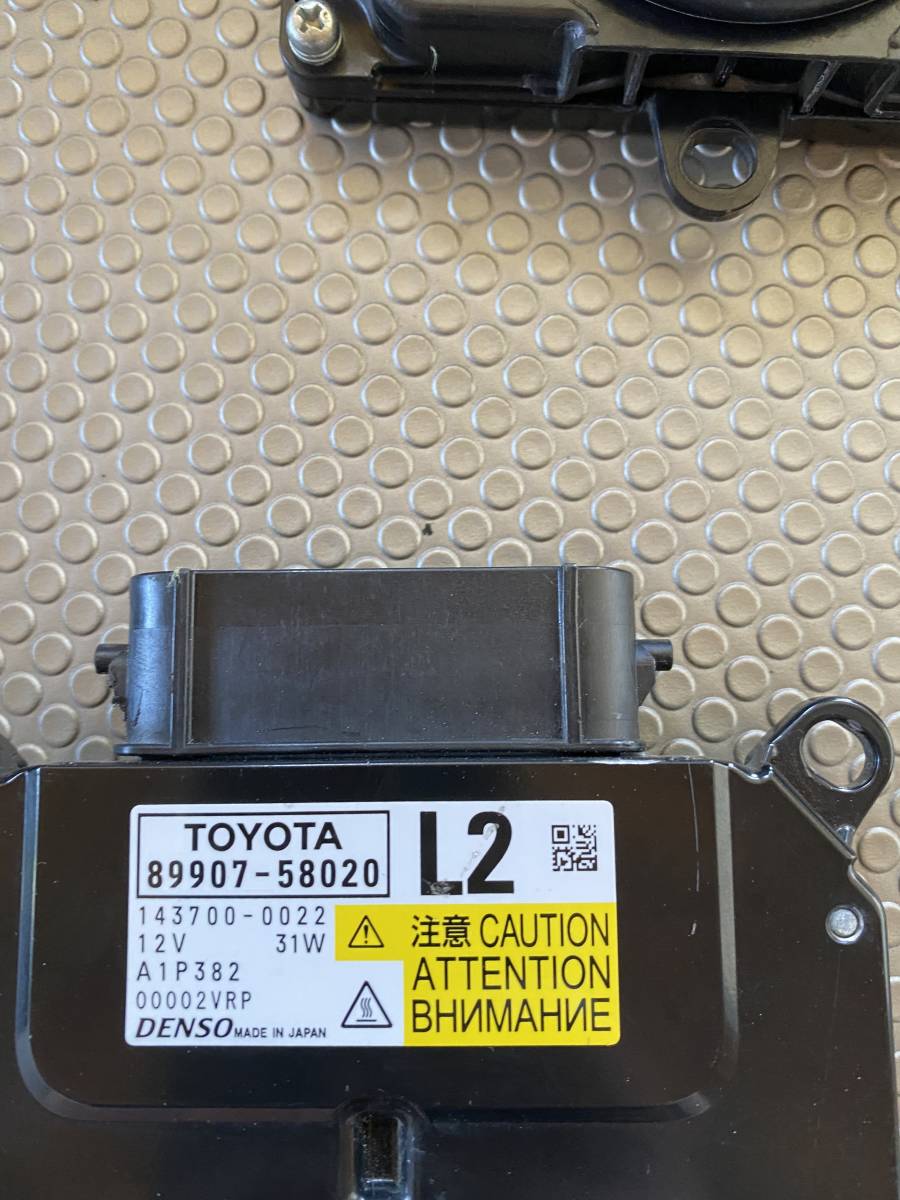 TOYOTA
89907-58020
L2
143700-0022
12V 31W
A1P382
00002VRP
DENSO MADE IN JAPAN
注意 CAUTION
ATTENTION
ВНИМАНИЕ